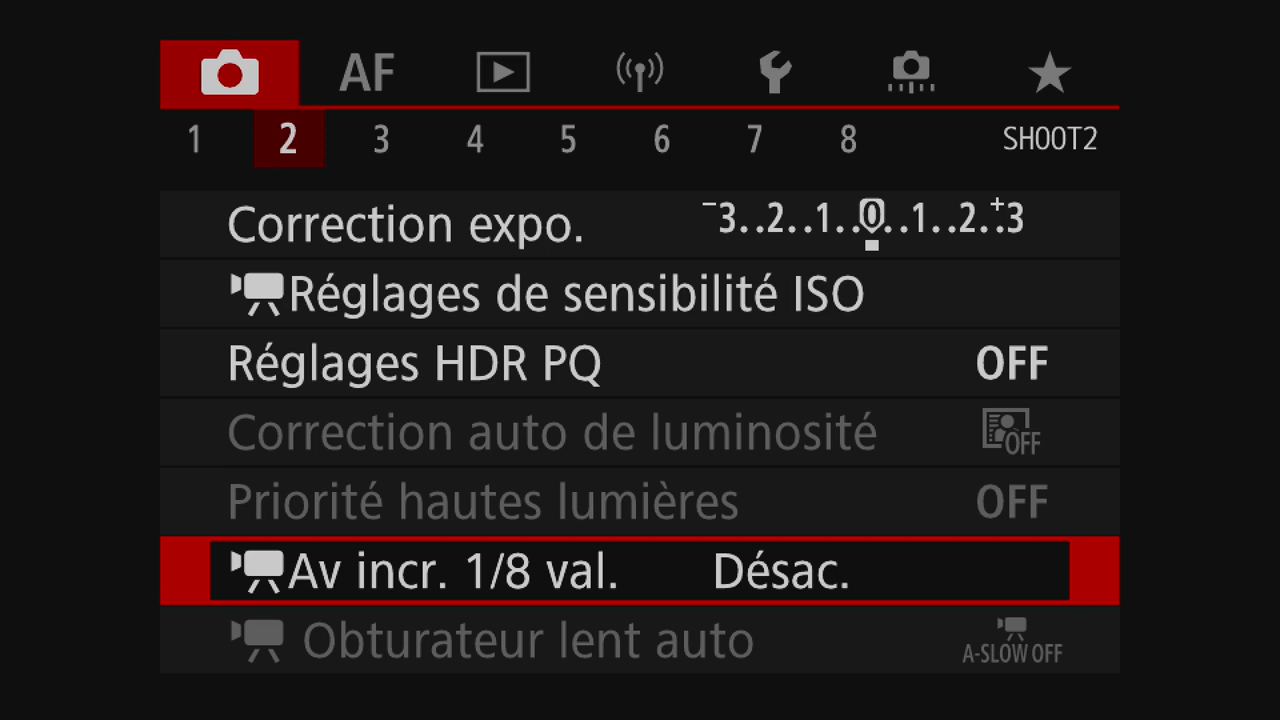 AF
1 2 3 4 5 6 7 8 SHOOT2
Correction expo. -3..2..1..0..1..2..+3
Réglages de sensibilité ISO
Réglages HDR PQ OFF
Correction auto de luminosité OFF
Priorité hautes lumières OFF
Av incr. 1/8 val. Désac.
Obturateur lent auto A-SLOW OFF